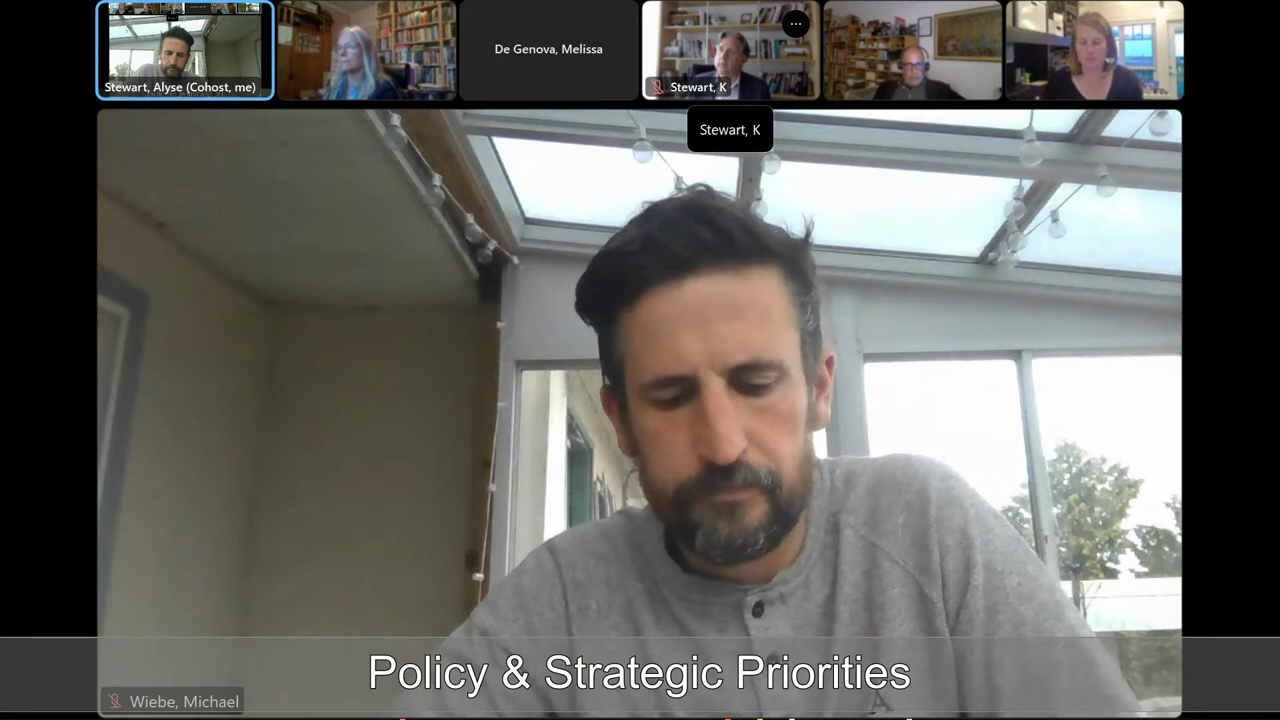 Stewart, Alyse (Cohost, me)
De Genova, Melissa
Stewart, K
Stewart, K
Policy & Strategic Priorities
Wiebe, Michael
A